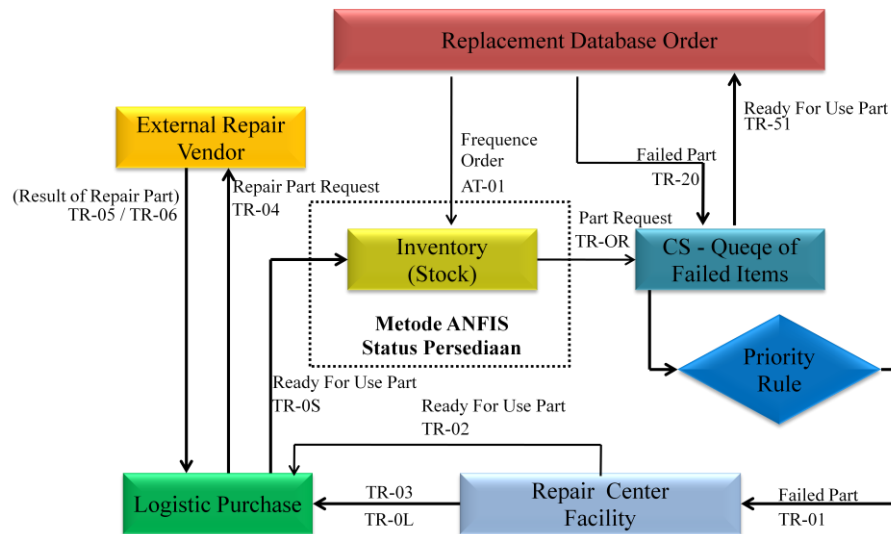 Replacement Database Order
Ready For Use Part
TR-51
External Repair
Vendor
Frequence
Order
AT-01
Failed Part
TR-20
(Result of Repair Part)
TR-05 / TR-06
Repair Part Request
TR-04
Part Request
TR-OR
Inventory
(Stock)
CS - Queqe of
Failed Items
Metode ANFIS
Status Persediaan
Priority
Rule
Ready For Use Part
TR-0S
Ready For Use Part
TR-02
Logistic Purchase
TR-03
TR-0L
Repair Center
Facility
Failed Part
TR-01